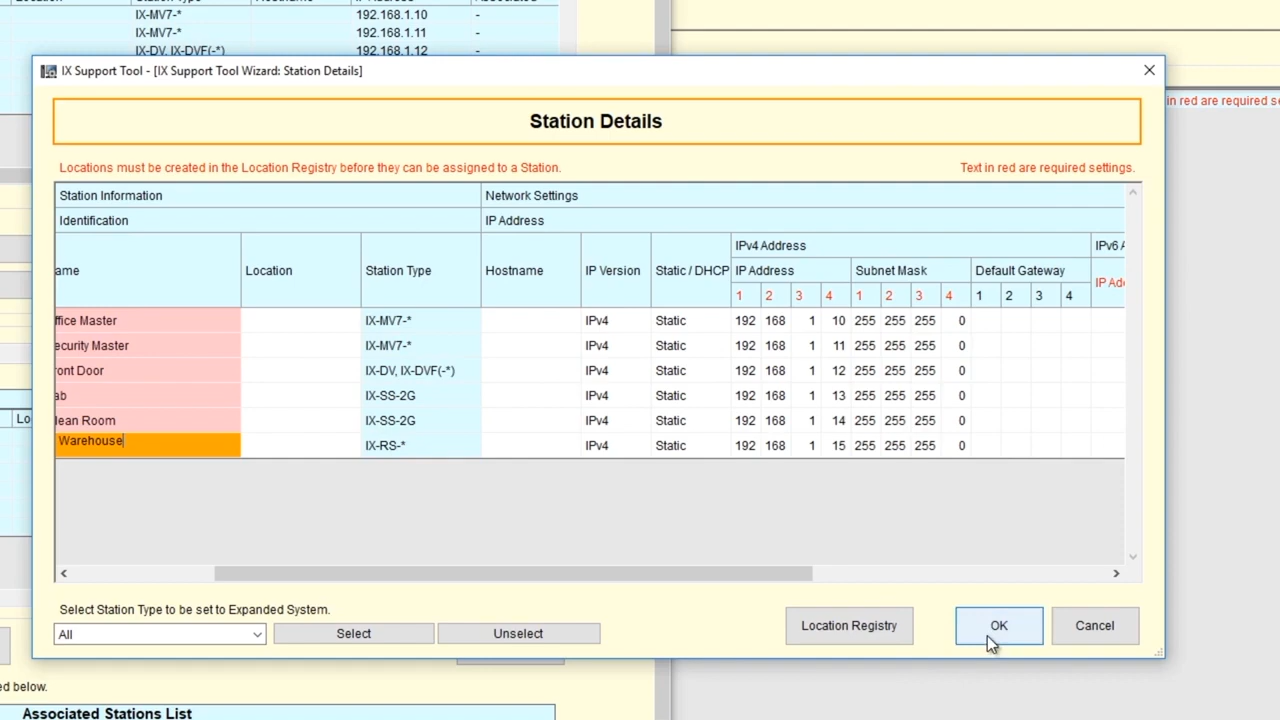 IX-MV7-* 192.168.1.10 -
IX-MV7-* 192.168.1.11 -
IX-DV, IX-DVF(-*) 192.168.1.12 -
IX Support Tool - [IX Support Tool Wizard: Station Details]
in red are required se
Station Details
Locations must be created in the Location Registry before they can be assigned to a Station. Text in red are required settings.
Station Information Network Settings
Identification IP Address
IPv4 Address IPv6 A
ame Location Station Type Hostname IP Version Static / DHCP IP Address Subnet Mask Default Gateway IP Add
1 2 3 4 1 2 3 4 1 2 3 4
ffice Master IX-MV7-* IPv4 Static 192 168 1 10 255 255 255 0
ecurity Master IX-MV7-* IPv4 Static 192 168 1 11 255 255 255 0
ront Door IX-DV, IX-DVF(-*) IPv4 Static 192 168 1 12 255 255 255 0
ab IX-SS-2G IPv4 Static 192 168 1 13 255 255 255 0
lean Room IX-SS-2G IPv4 Static 192 168 1 14 255 255 255 0
Lo
Warehouse IX-RS-* IPv4 Static 192 168 1 15 255 255 255 0
Select Station Type to be set to Expanded System.
All Select Unselect Location Registry OK Cancel
ed below.
Associated Stations List